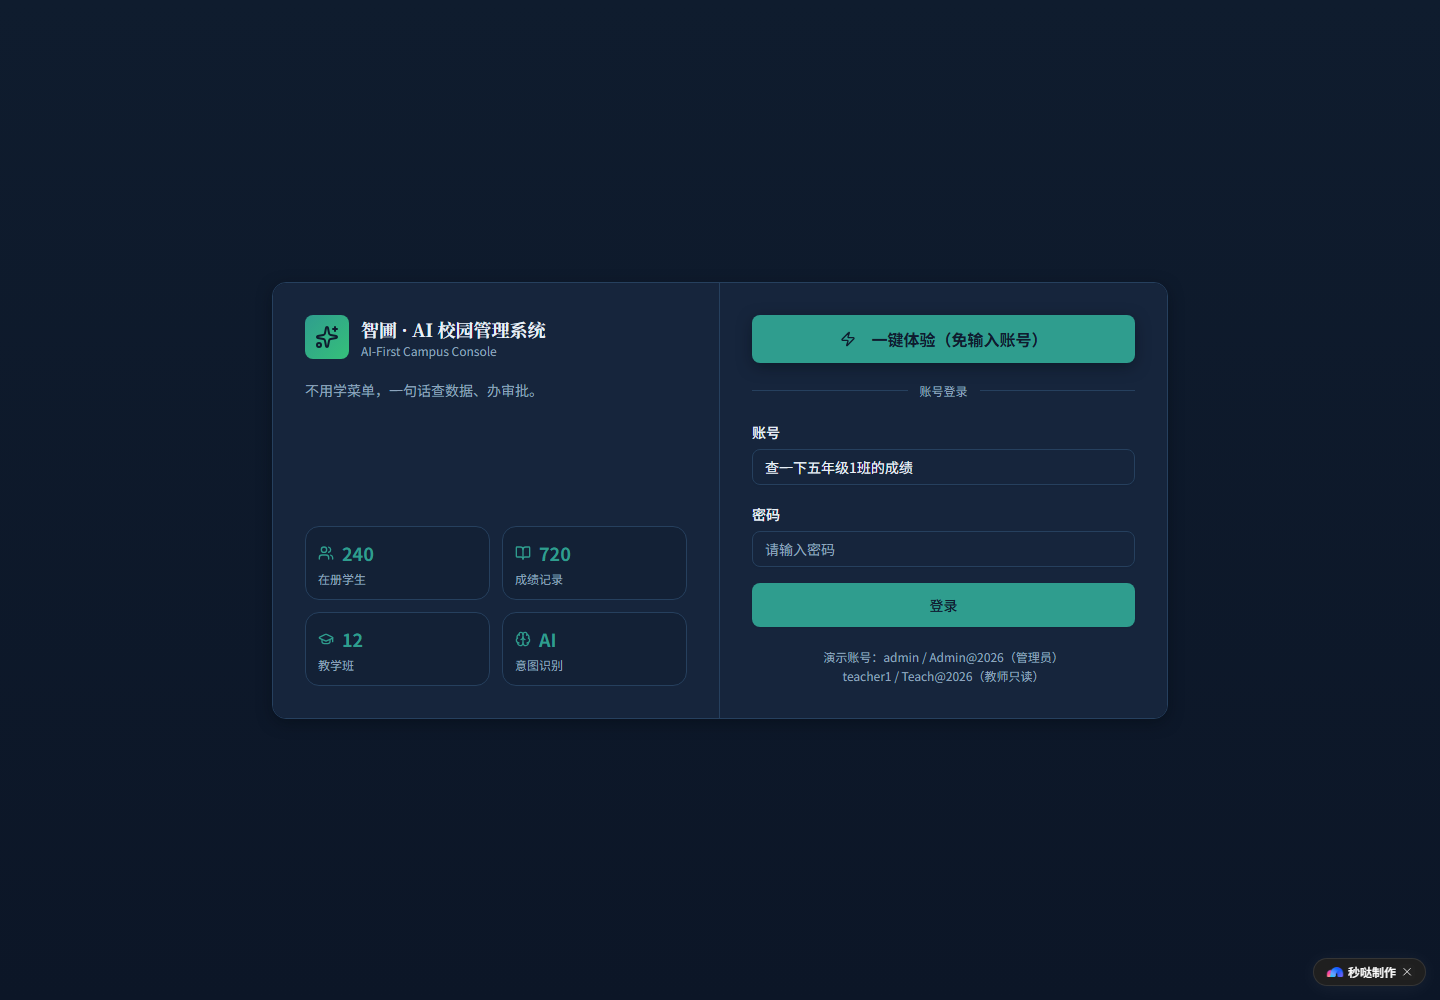 智圃 · AI 校园管理系统
AI-First Campus Console
不用学菜单，一句话查数据、办审批。
240
在册学生
720
成绩记录
12
教学班
AI
意图识别
一键体验（免输入账号）
账号登录
账号
查一下五年级1班的成绩
密码
请输入密码
登录
演示账号：admin / Admin@2026（管理员）
teacher1 / Teach@2026（教师只读）
秒哒制作